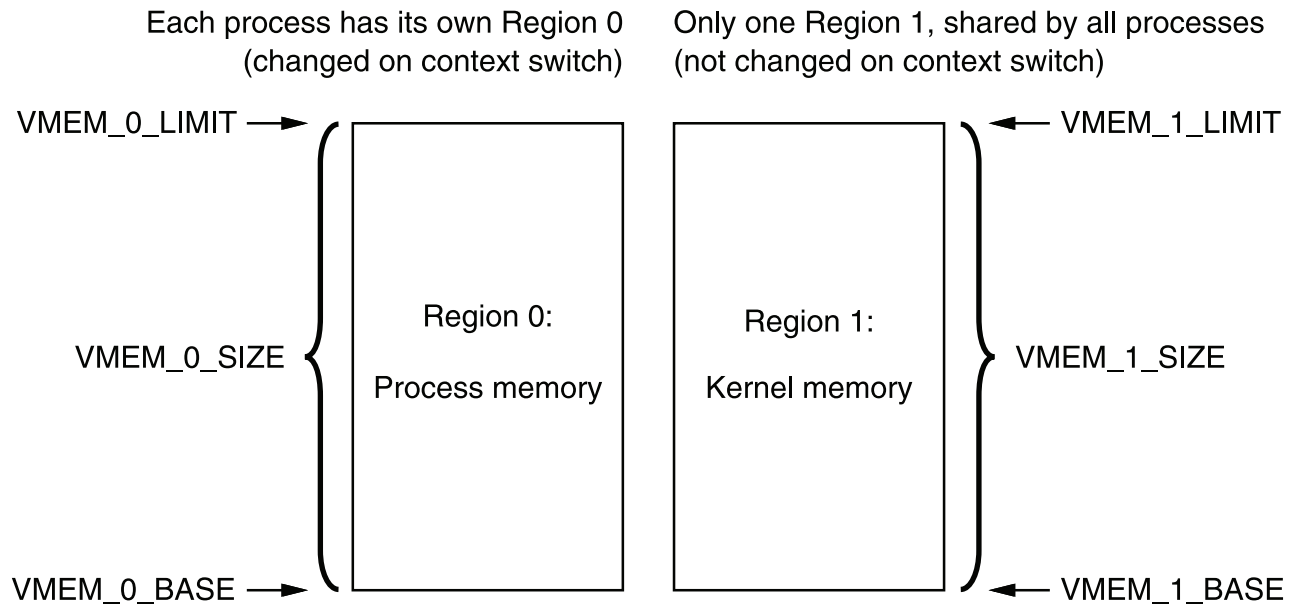 Each process has its own Region 0
(changed on context switch)
Only one Region 1, shared by all processes
(not changed on context switch)
VMEM_0_LIMIT
VMEM_1_LIMIT
Region 0:
Process memory
Region 1:
Kernel memory
VMEM_0_SIZE
VMEM_1_SIZE
VMEM_0_BASE
VMEM_1_BASE